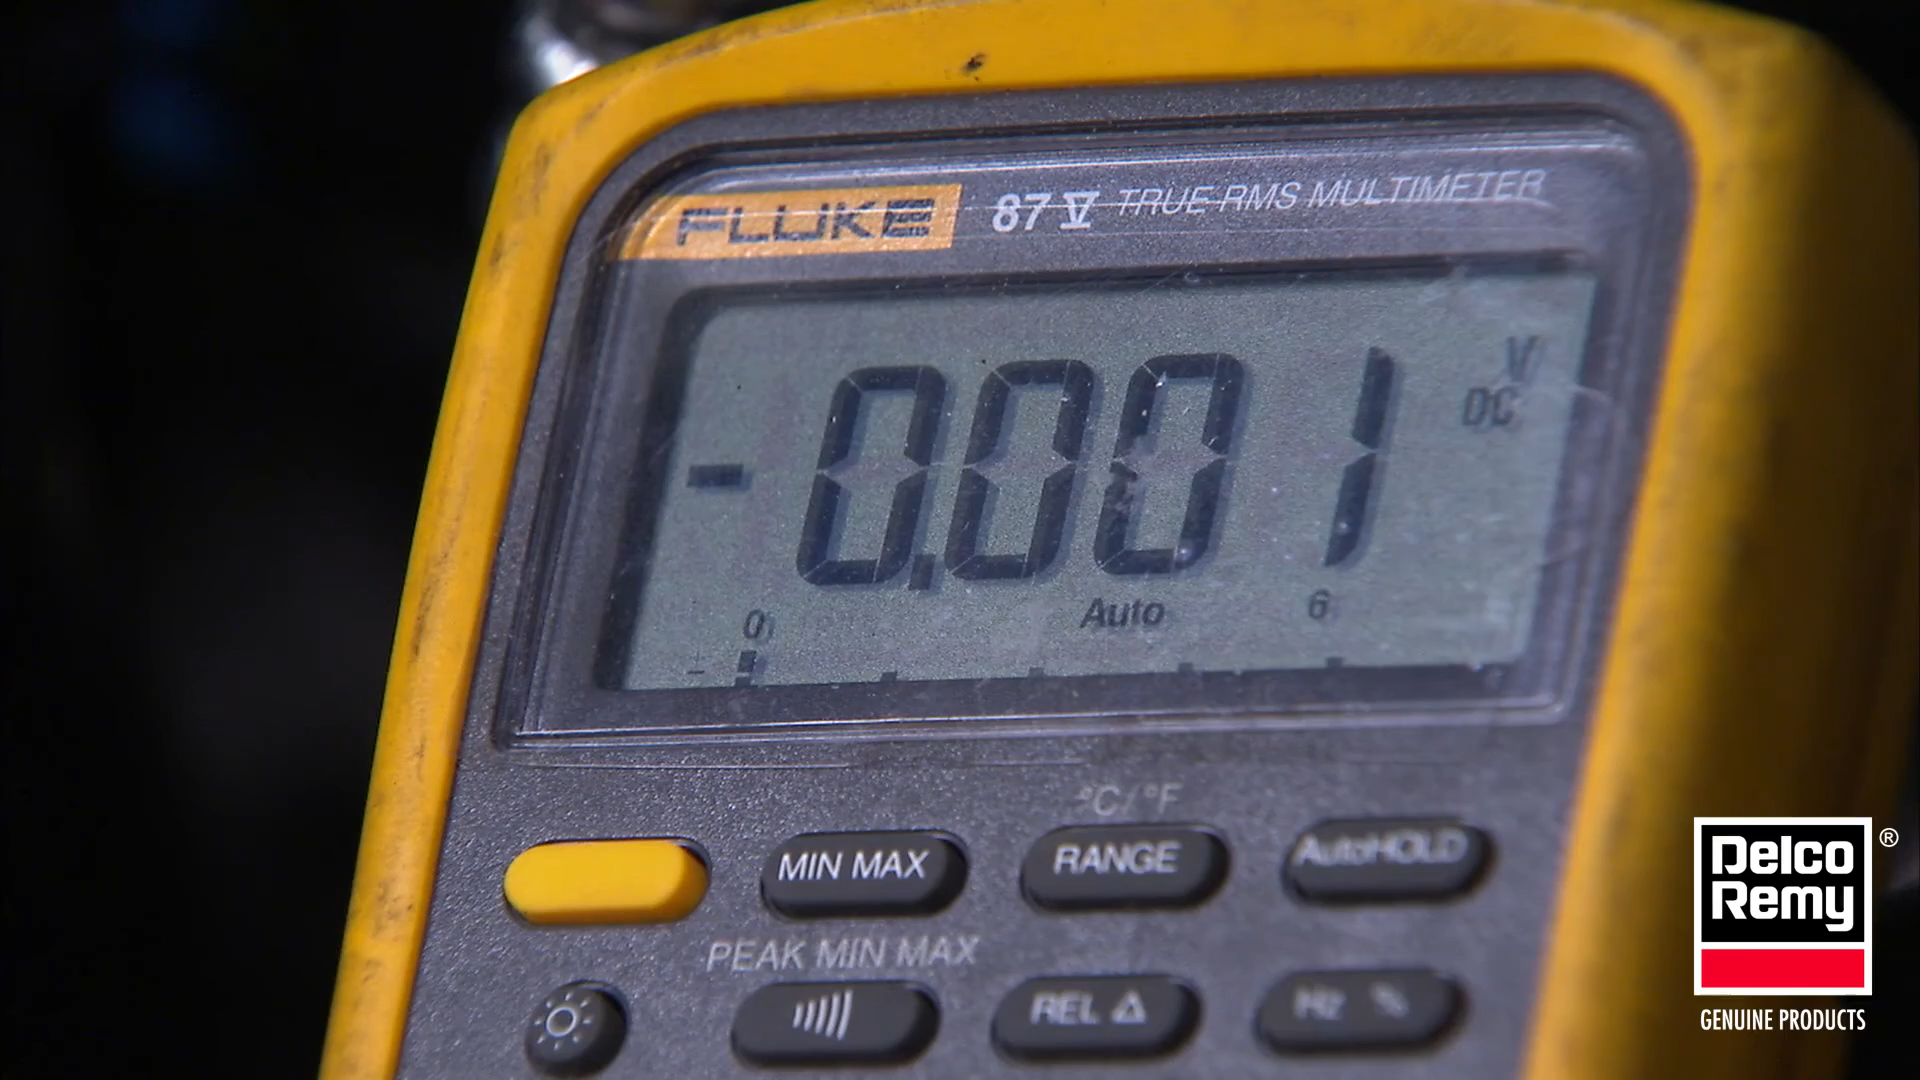 FLUKE 87 V TRUE RMS MULTIMETER
V
DC
-0.001
0 Auto 6
°C/°F
MIN MAX RANGE AutoHOLD
PEAK MIN MAX
REL Δ Hz %
Delco
Remy
®
GENUINE PRODUCTS